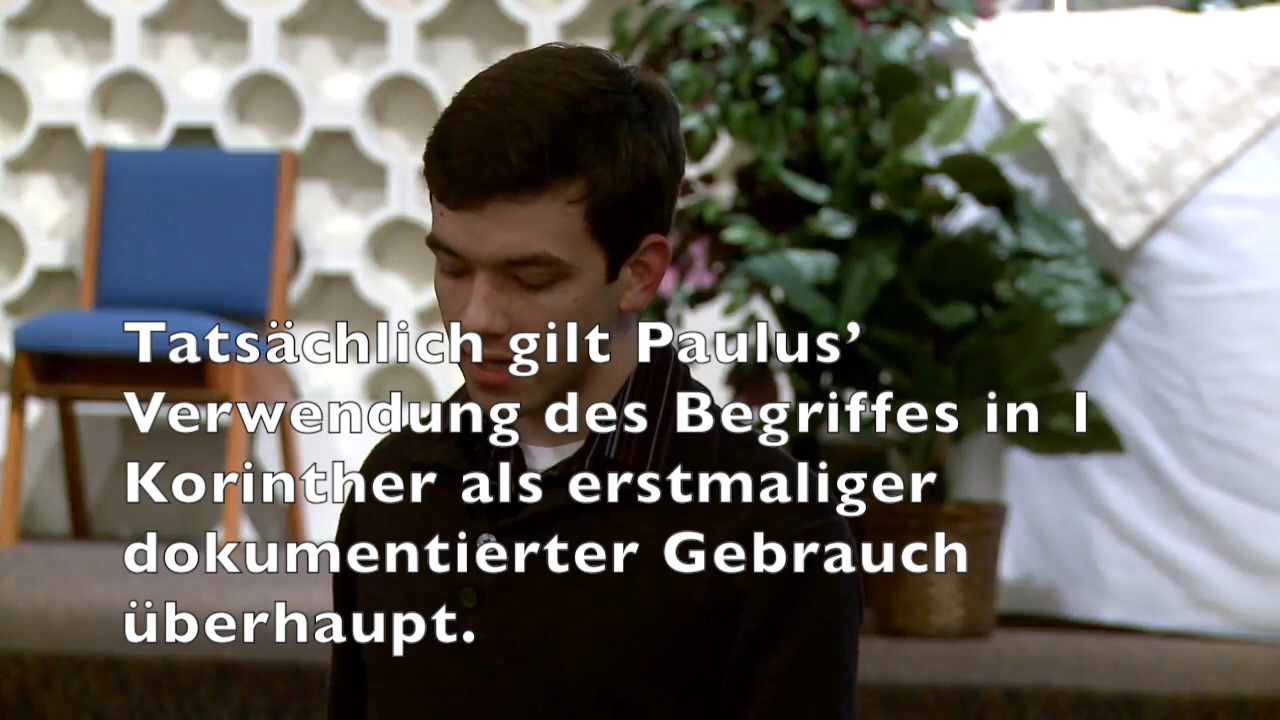 Tatsächlich gilt Paulus’
Verwendung des Begriffes in 1
Korinther als erstmaliger
dokumentierter Gebrauch
überhaupt.